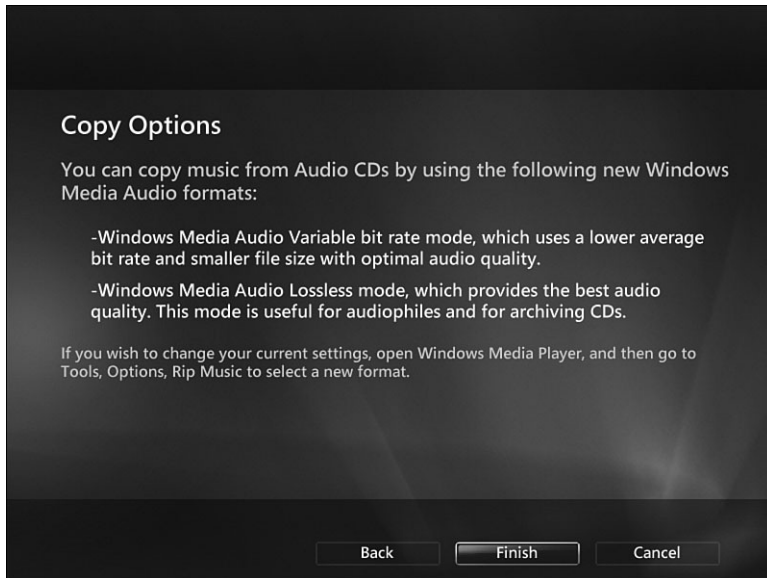 Copy Options
You can copy music from Audio CDs by using the following new Windows
Media Audio formats:
-Windows Media Audio Variable bit rate mode, which uses a lower average
bit rate and smaller file size with optimal audio quality.
-Windows Media Audio Lossless mode, which provides the best audio
quality. This mode is useful for audiophiles and for archiving CDs.
If you wish to change your current settings, open Windows Media Player, and then go to
Tools, Options, Rip Music to select a new format.
Back Finish Cancel